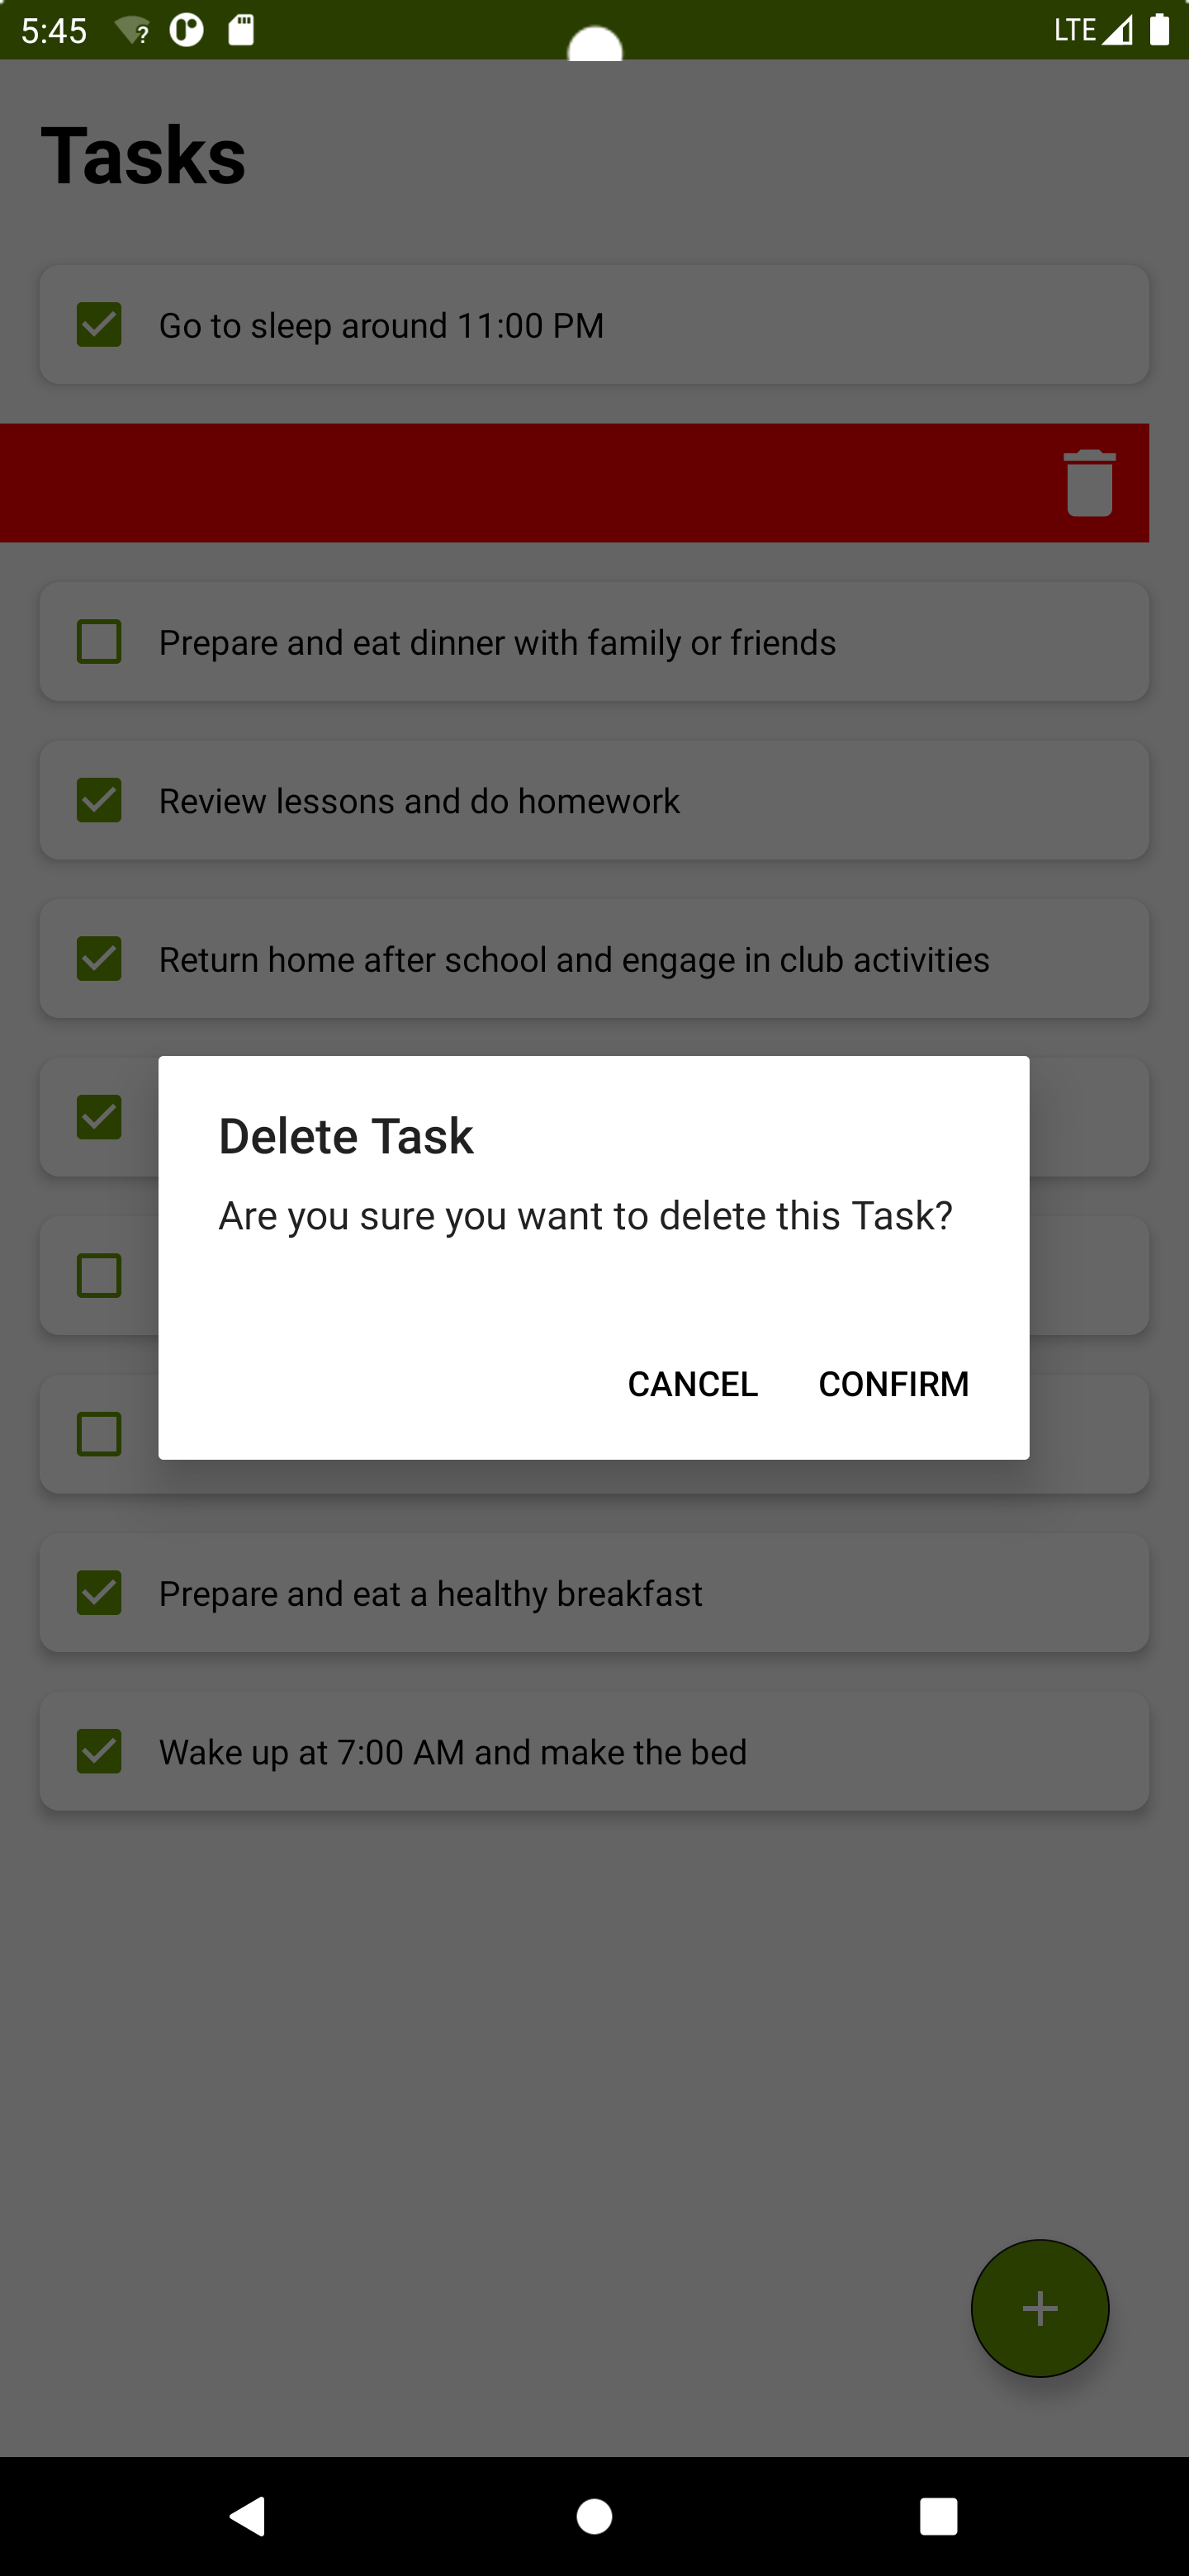 5:45
LTE
Tasks
Go to sleep around 11:00 PM
Prepare and eat dinner with family or friends
Review lessons and do homework
Return home after school and engage in club activities
Delete Task
Are you sure you want to delete this Task?
CANCEL CONFIRM
Prepare and eat a healthy breakfast
Wake up at 7:00 AM and make the bed